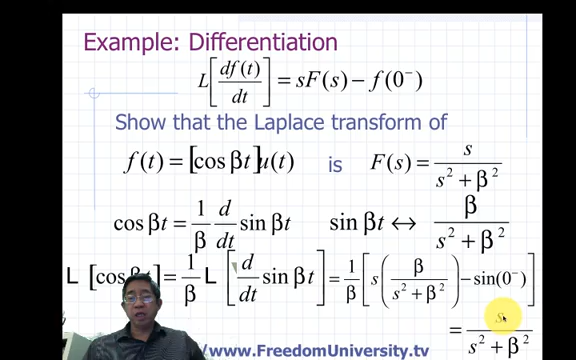 Example: Differentiation
L[df(t)/dt] = sF(s) − f(0⁻)
Show that the Laplace transform of
f(t) = [cos βt]u(t) is F(s) = s/(s² + β²)
cos βt = 1/β d/dt sin βt sin βt ↔ β/(s² + β²)
L [cos βt] = 1/β L [d/dt sin βt] = 1/β [s(β/(s² + β²)) − sin(0⁻)]
= s/(s² + β²)
//www.FreedomUniversity.tv